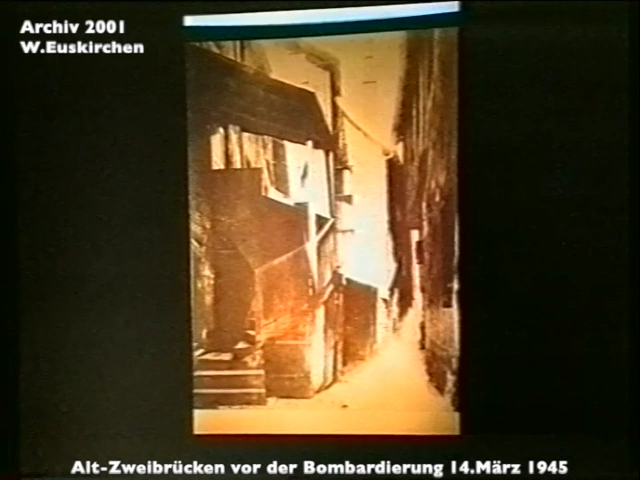 Archiv 2001
W.Euskirchen
Alt-Zweibrücken vor der Bombardierung 14.März 1945